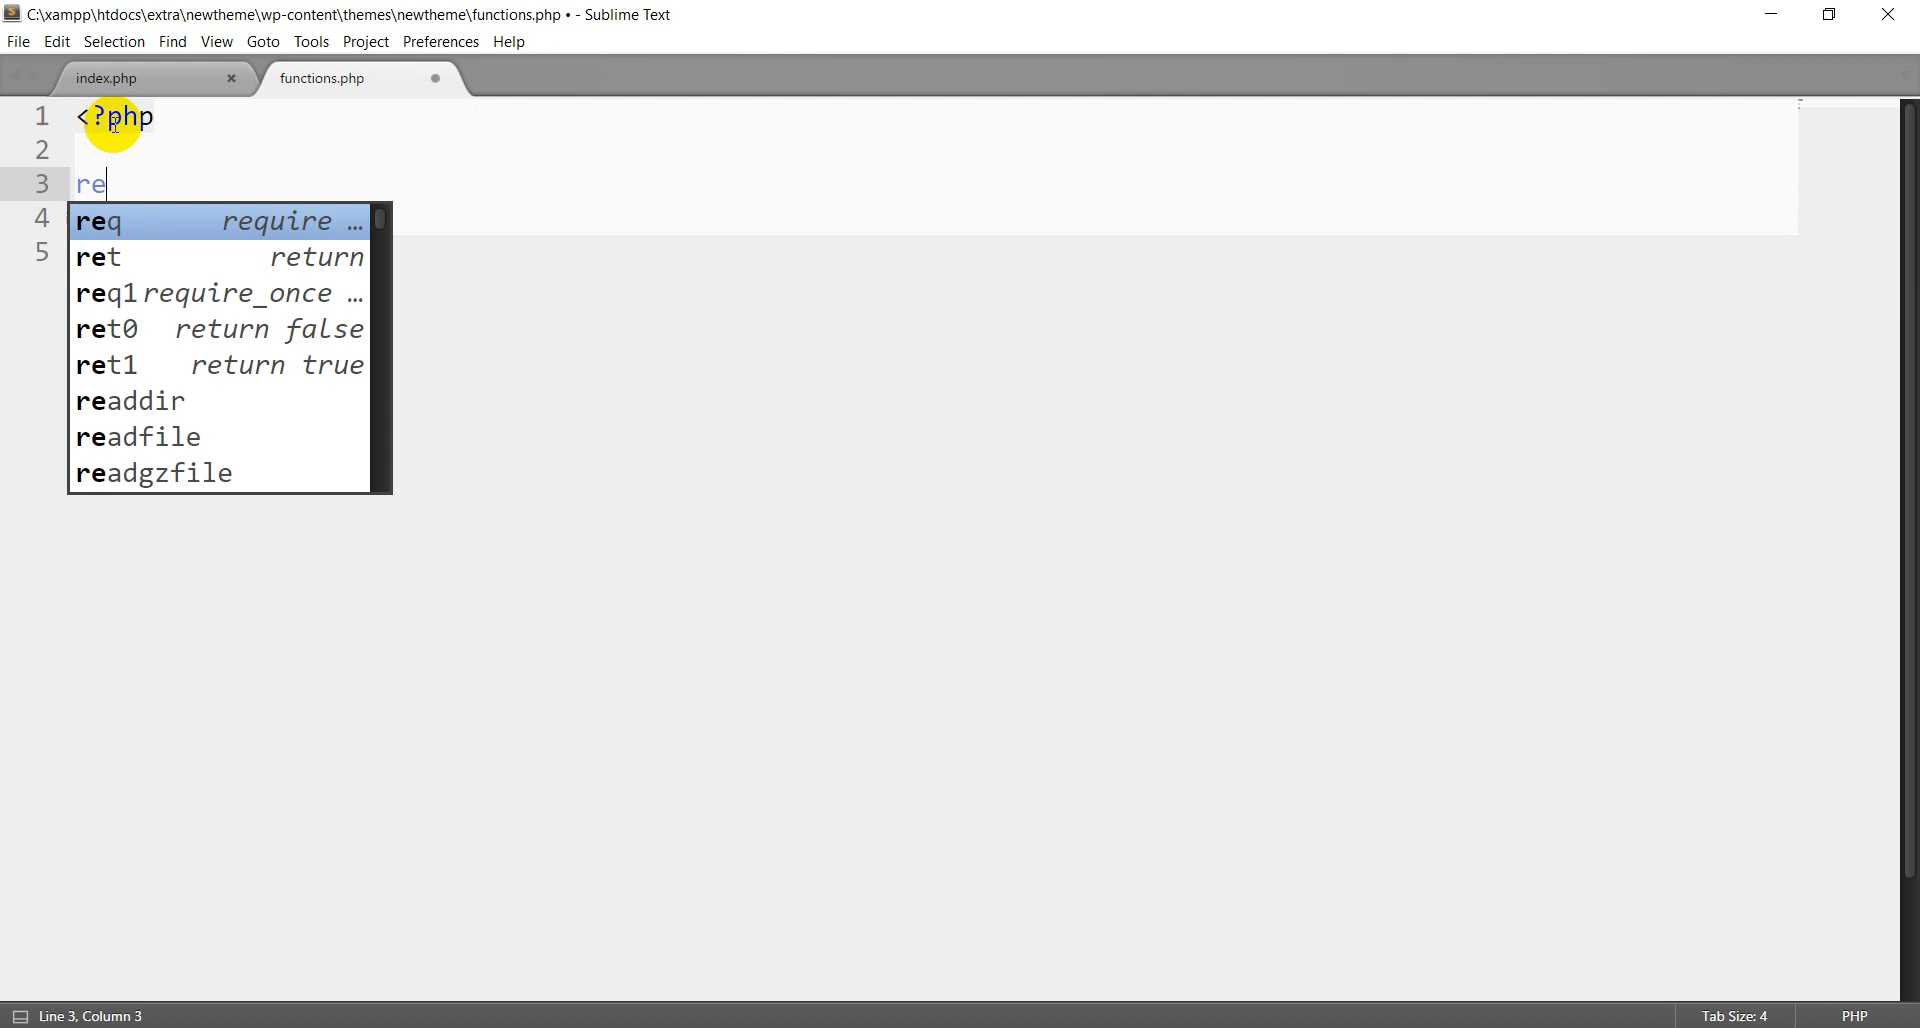 C:\xampp\htdocs\extra\newtheme\wp-content\themes\newtheme\functions.php • - Sublime Text
File Edit Selection Find View Goto Tools Project Preferences Help
index.php functions.php
1 <?php
2
3 re
4
5
req require ...
ret return
req1 require_once ...
ret0 return false
ret1 return true
readdir
readfile
readgzfile
Line 3, Column 3 Tab Size: 4 PHP